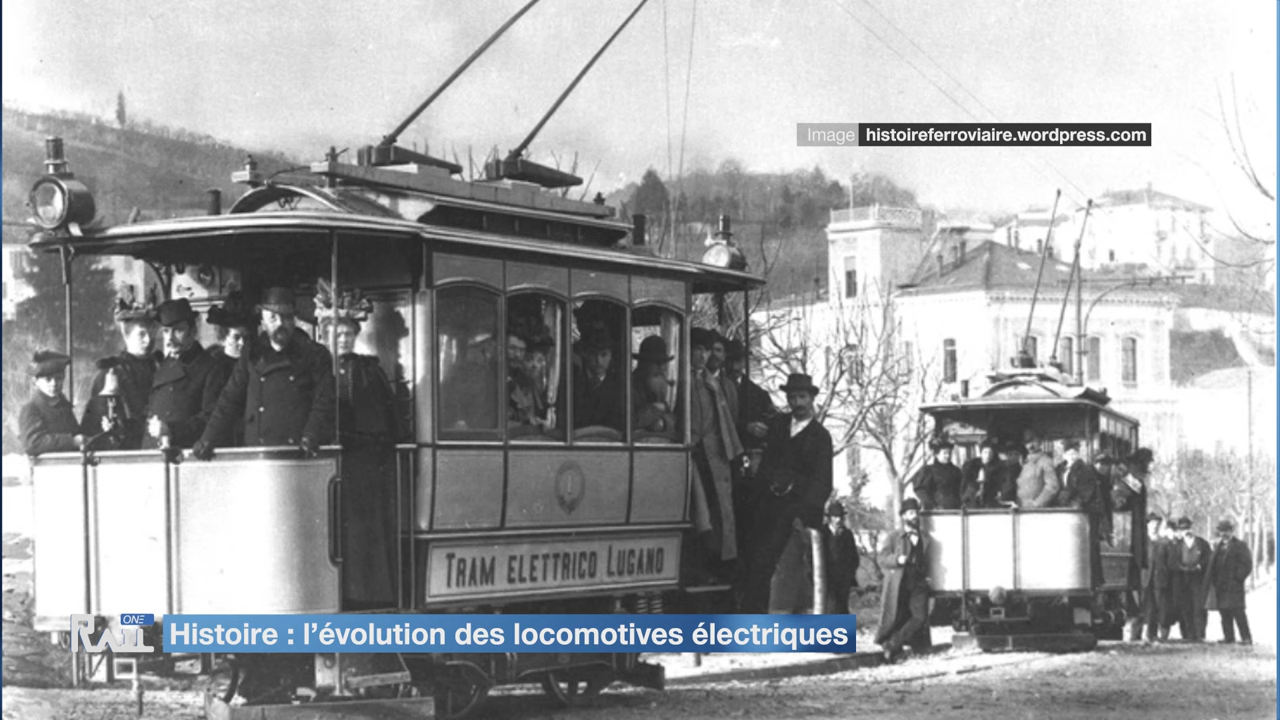 Image histoireferroviaire.wordpress.com
TRAM ELETTRICO LUGANO
RAIL ONE
Histoire : l’évolution des locomotives électriques